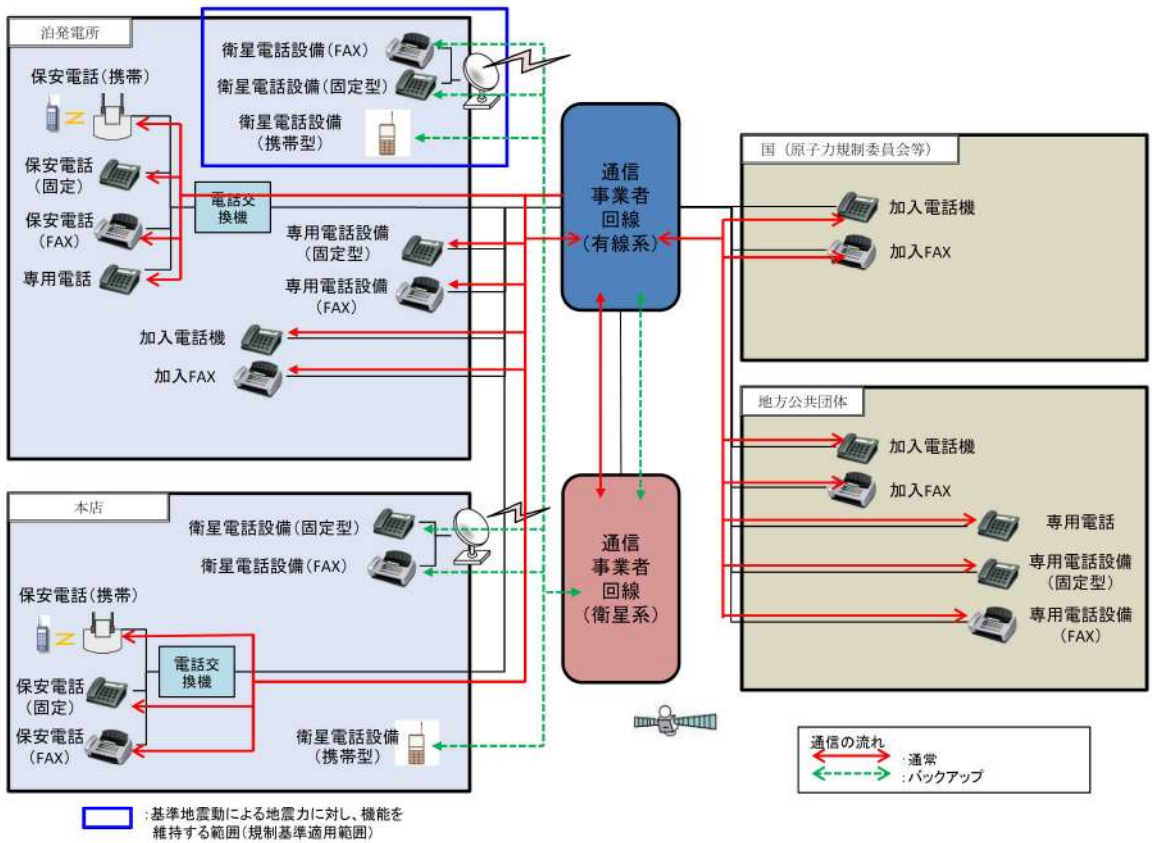 泊発電所
衛星電話設備(FAX)
衛星電話設備(固定型)
衛星電話設備
(携帯型)
保安電話(携帯)
保安電話
(固定)
保安電話
(FAX)
専用電話
電話交
換機
専用電話設備
(固定型)
専用電話設備
(FAX)
加入電話機
加入FAX
通信
事業者
回線
(有線系)
国（原子力規制委員会等）
加入電話機
加入FAX
地方公共団体
加入電話機
加入FAX
専用電話
専用電話設備
(固定型)
専用電話設備
(FAX)
本店
衛星電話設備(固定型)
衛星電話設備(FAX)
保安電話(携帯)
電話交
換機
保安電話
(固定)
保安電話
(FAX)
衛星電話設備
(携帯型)
通信
事業者
回線
(衛星系)
通信の流れ
:通常
:バックアップ
:基準地震動による地震力に対し、機能を
維持する範囲(規制基準適用範囲)